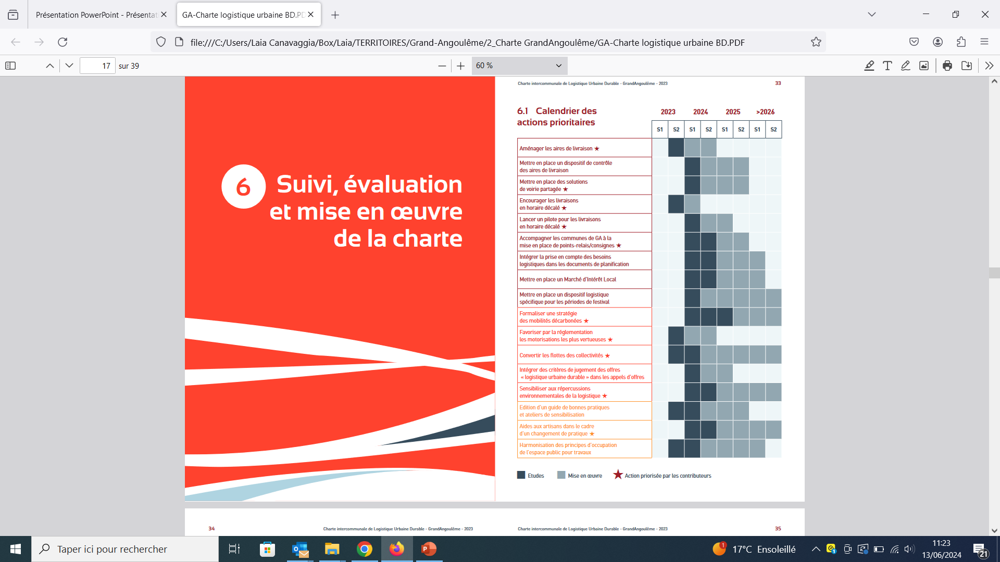 Présentation PowerPoint - Présentat
GA-Charte logistique urbaine BD.PD
file:///C:/Users/Laia Canavaggia/Box/Laia/TERRITOIRES/Grand-Angoulême/2_Charte GrandAngoulême/GA-Charte logistique urbaine BD.PDF
17 sur 39
60 %
6
Suivi, évaluation
et mise en œuvre
de la charte
Charte intercommunale de Logistique Urbaine Durable - GrandAngoulême - 2023
33
6.1 Calendrier des
actions prioritaires
2023 2024 2025 >2026
S1 S2 S1 S2 S1 S2 S1 S2
Aménager les aires de livraison ★
Mettre en place un dispositif de contrôle
des aires de livraison
Mettre en place des solutions
de voirie partagée ★
Encourager les livraisons
en horaire décalé ★
Lancer un pilote pour les livraisons
en horaire décalé ★
Accompagner les communes de GA à la
mise en place de points-relais/consignes ★
Intégrer la prise en compte des besoins
logistiques dans les documents de planification
Mettre en place un Marché d'Intérêt Local
Mettre en place un dispositif logistique
spécifique pour les périodes de festival
Formaliser une stratégie
des mobilités décarbonées ★
Favoriser par la réglementation
les motorisations les plus vertueuses ★
Convertir les flottes des collectivités ★
Intégrer des critères de jugement des offres
« logistique urbaine durable » dans les appels d'offres
Sensibiliser aux répercussions
environnementales de la logistique ★
Edition d'un guide de bonnes pratiques
et ateliers de sensibilisation
Aides aux artisans dans le cadre
d'un changement de pratique ★
Harmonisation des principes d'occupation
de l'espace public pour travaux
Etudes Mise en œuvre ★ Action priorisée par les contributeurs
34
Charte intercommunale de Logistique Urbaine Durable - GrandAngoulême - 2023
Charte intercommunale de Logistique Urbaine Durable - GrandAngoulême - 2023
35
Taper ici pour rechercher
17°C Ensoleillé
11:23
13/06/2024
21